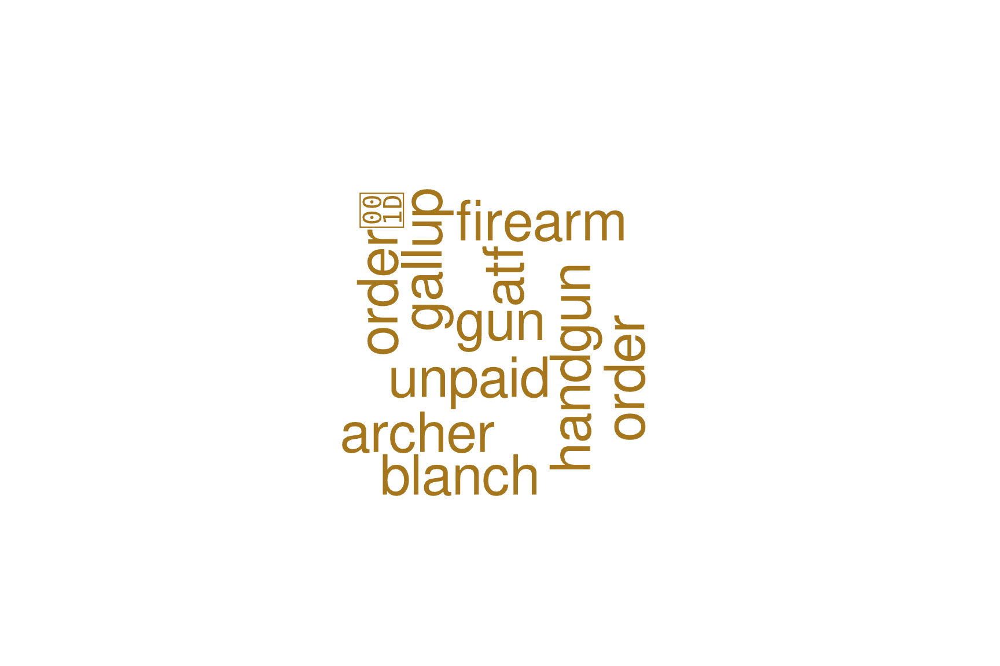 order
gallup
firearm
atf
gun
handgun
order
unpaid
archer
blanch